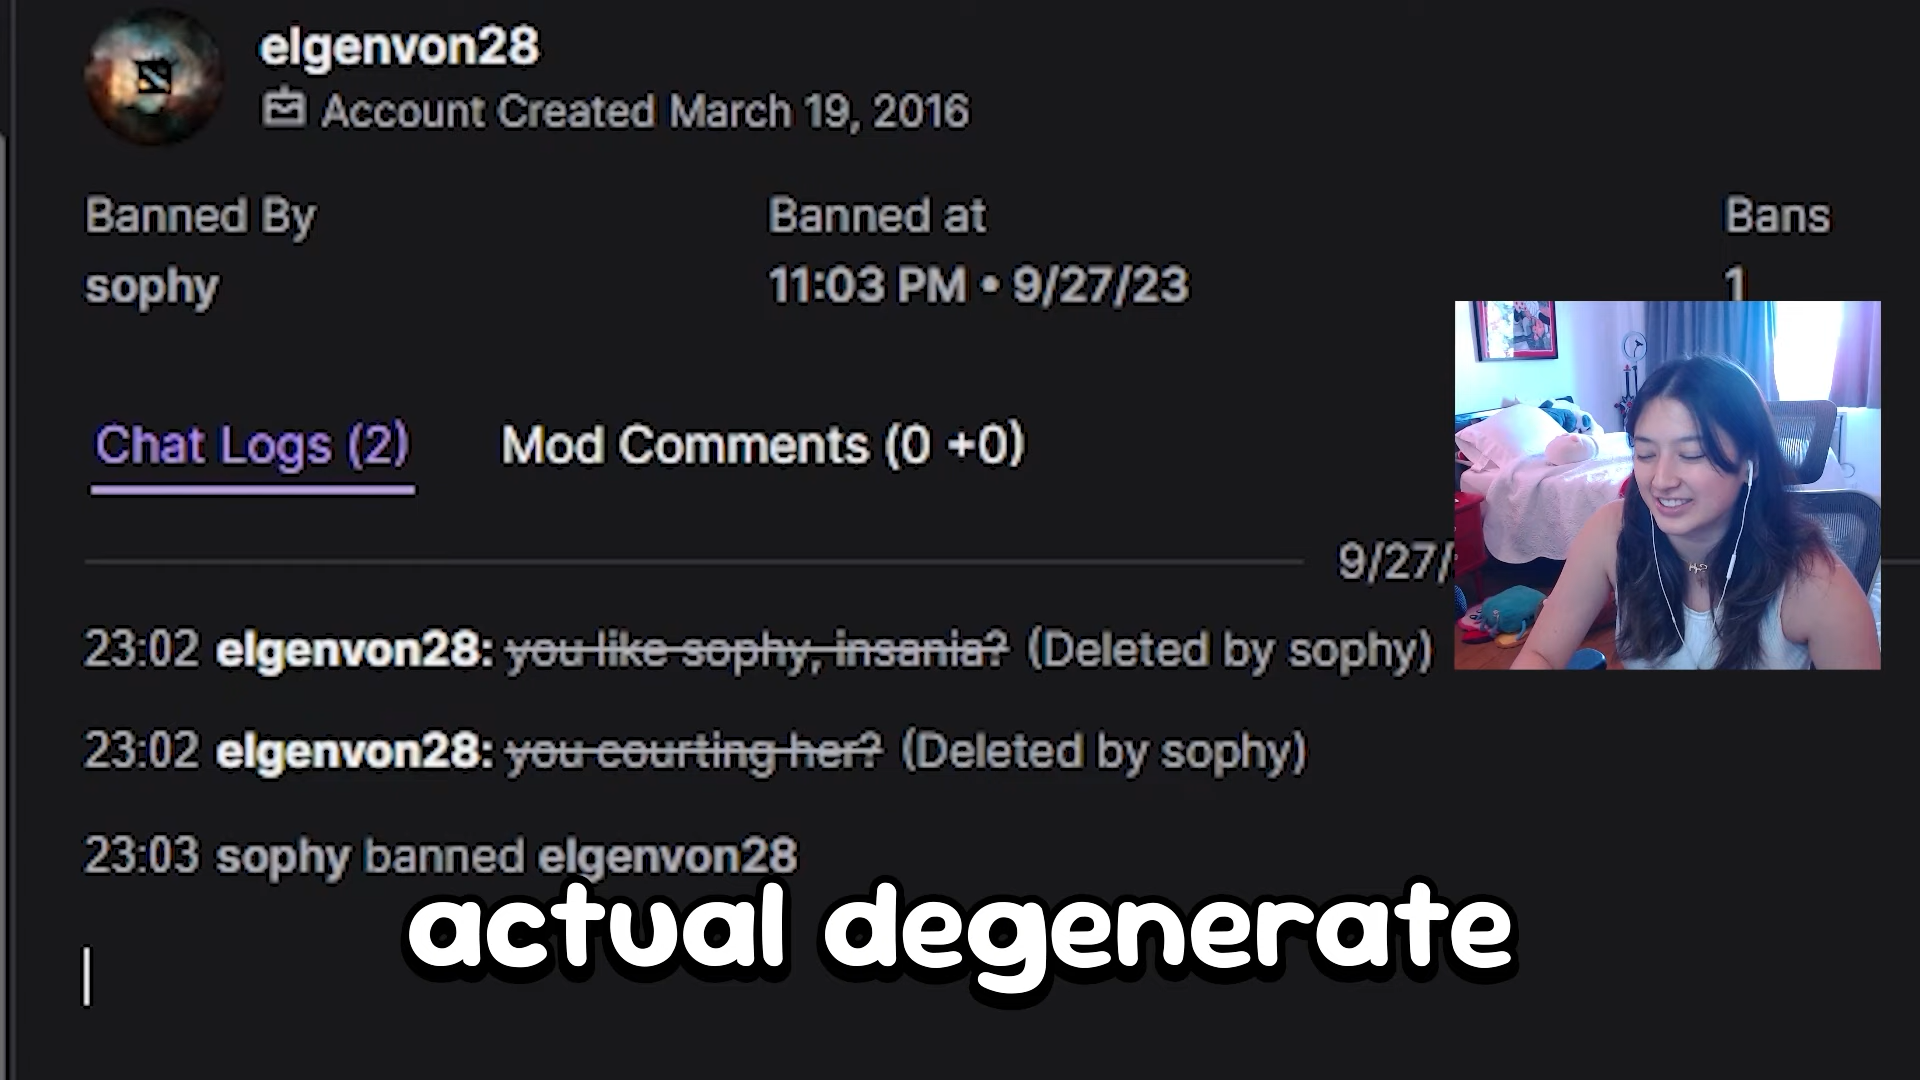 elgenvon28
Account Created March 19, 2016
Banned By
Banned at
Bans
sophy
11:03 PM • 9/27/23
1
Chat Logs (2)
Mod Comments (0 +0)
9/27/
23:02 elgenvon28: you like sophy, insania? (Deleted by sophy)
23:02 elgenvon28: you courting her? (Deleted by sophy)
23:03 sophy banned elgenvon28
actual degenerate